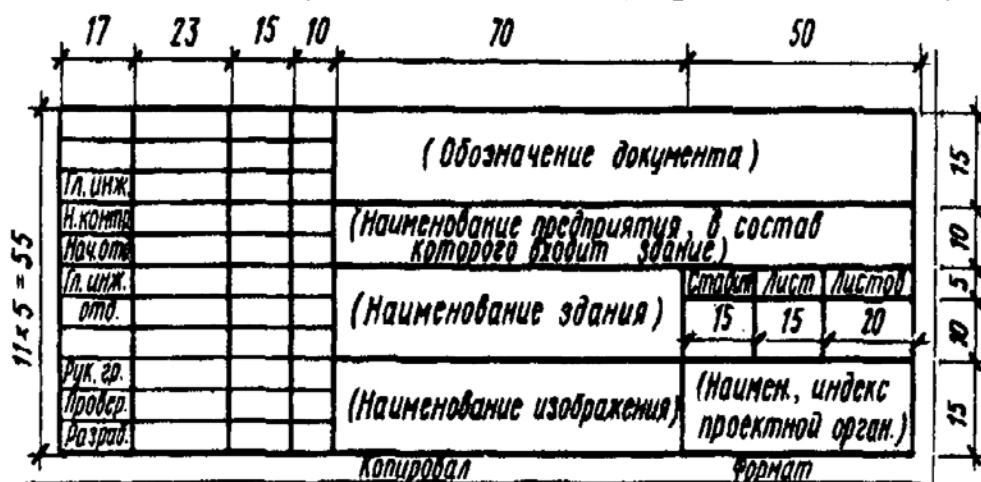 17 23 15 10 70 50
(Обозначение документа)
15
Гл. инж.
Н.контр.
(Наименование предприятия, в состав
которого входит здание)
10
Нач.отд
11×5=55
Гл. инж.
отд.
(Наименование здания)
Стадия Лист Листов
5
15 15 20
10
Рук. гр.
Провер.
Разраб.
(Наименование изображения)
(Наимен., индекс
проектной орган.)
15
Копировал Формат